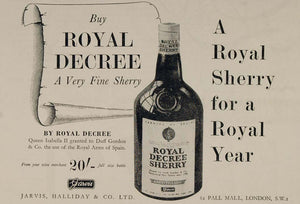 Buy
ROYAL
DECREE
A Very Fine Sherry
BY ROYAL DECREE
Queen Isabella II granted to Duff Gordon
& Co. the use of the Royal Arms of Spain.
From your wine merchant 20/- full size bottle
Jarvis
JARVIS, HALLIDAY & CO. LTD.
ROYAL
DECREE
SHERRY
A
Royal
Sherry
for a
Royal
Year
62 PALL MALL, LONDON, S.W.1